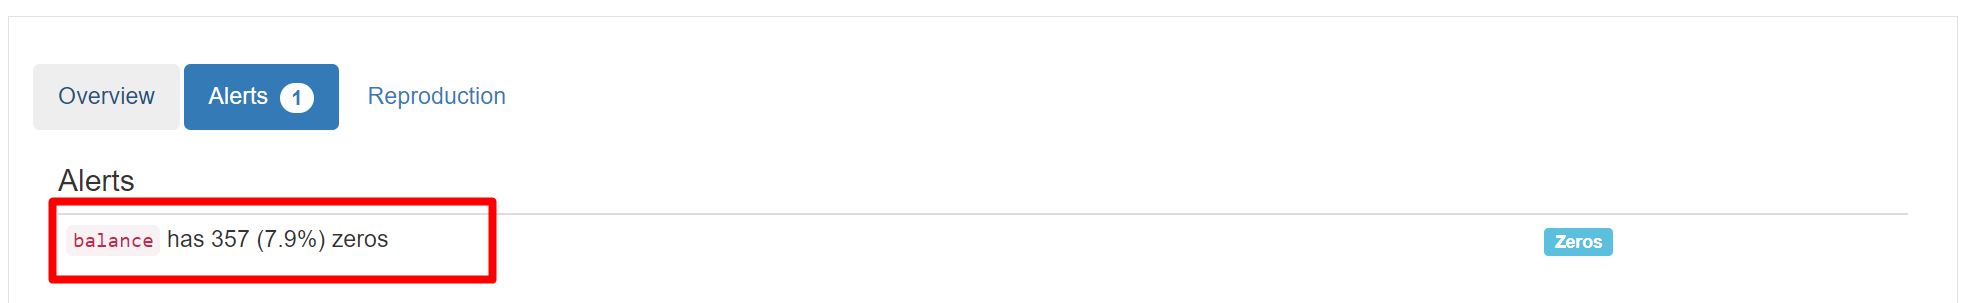 Overview Alerts 1 Reproduction
Alerts
balance has 357 (7.9%) zeros Zeros